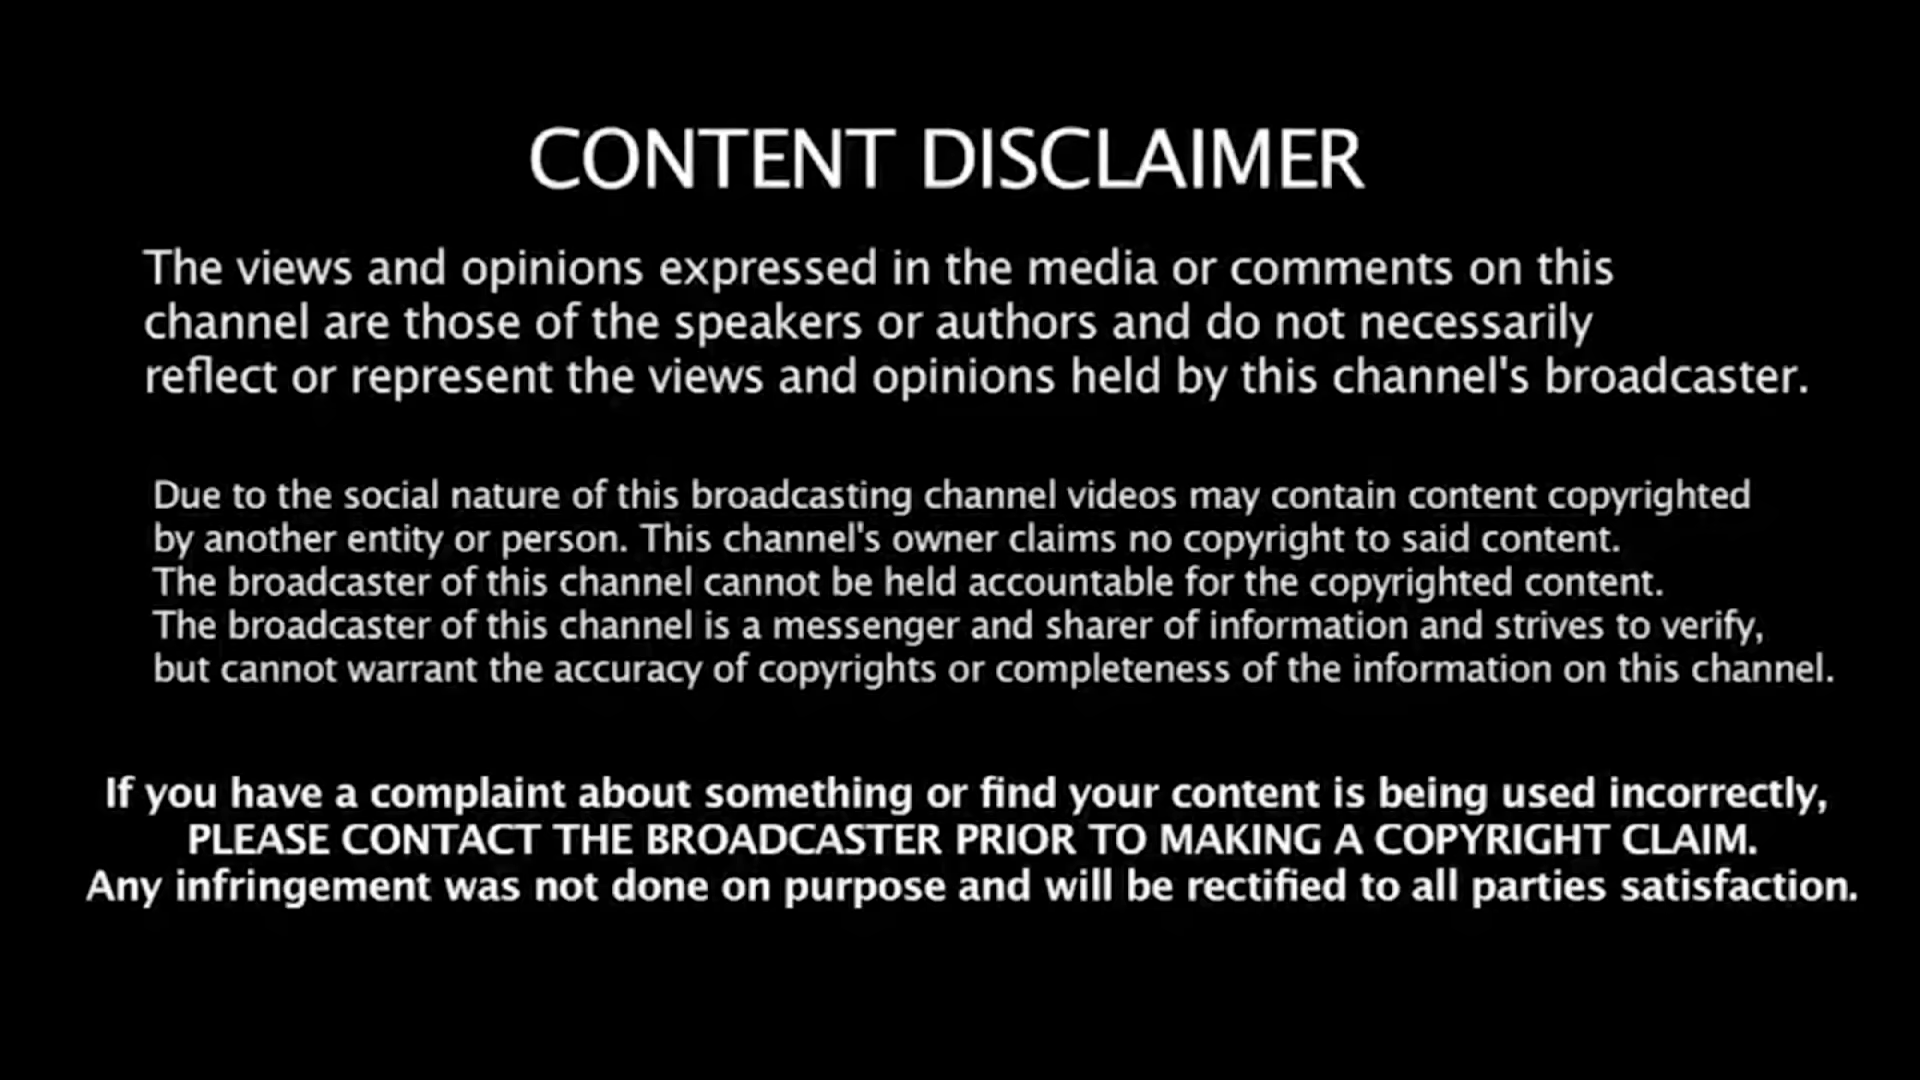 CONTENT DISCLAIMER
The views and opinions expressed in the media or comments on this
channel are those of the speakers or authors and do not necessarily
reflect or represent the views and opinions held by this channel's broadcaster.
Due to the social nature of this broadcasting channel videos may contain content copyrighted
by another entity or person. This channel's owner claims no copyright to said content.
The broadcaster of this channel cannot be held accountable for the copyrighted content.
The broadcaster of this channel is a messenger and sharer of information and strives to verify,
but cannot warrant the accuracy of copyrights or completeness of the information on this channel.
If you have a complaint about something or find your content is being used incorrectly,
PLEASE CONTACT THE BROADCASTER PRIOR TO MAKING A COPYRIGHT CLAIM.
Any infringement was not done on purpose and will be rectified to all parties satisfaction.